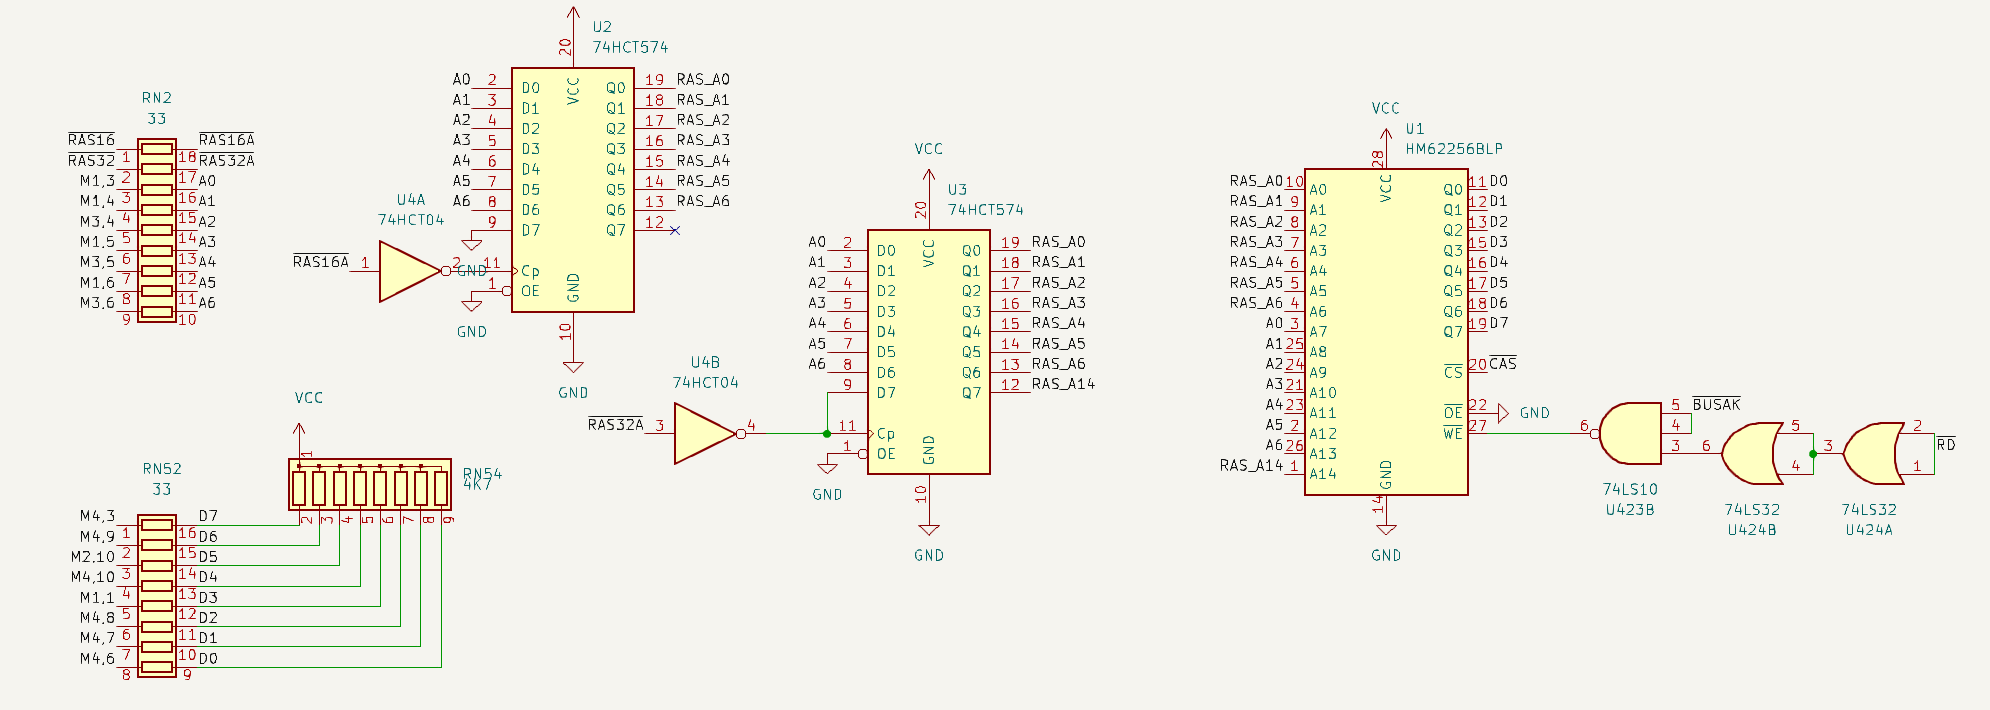 RN2
33
RAS16 1 18 RAS16A
RAS32 2 17 RAS32A
M1,3 3 16 A0
M1,4 4 15 A1
M3,4 5 14 A2
M1,5 6 13 A3
M3,5 7 12 A4
M1,6 8 11 A5
M3,6 9 10 A6
U2
74HCT574
20
VCC
A0 2 D0 Q0 19 RAS_A0
A1 3 D1 Q1 18 RAS_A1
A2 4 D2 Q2 17 RAS_A2
A3 5 D3 Q3 16 RAS_A3
A4 6 D4 Q4 15 RAS_A4
A5 7 D5 Q5 14 RAS_A5
A6 8 D6 Q6 13 RAS_A6
9 D7 Q7 12
GND
11 Cp
1 OE
GND
GND
10
GND
U4A
74HCT04
RAS16A 1 2
U3
74HCT574
VCC
20
VCC
A0 2 D0 Q0 19 RAS_A0
A1 3 D1 Q1 18 RAS_A1
A2 4 D2 Q2 17 RAS_A2
A3 5 D3 Q3 16 RAS_A3
A4 6 D4 Q4 15 RAS_A4
A5 7 D5 Q5 14 RAS_A5
A6 8 D6 Q6 13 RAS_A6
9 D7 Q7 12 RAS_A14
11 Cp
1 OE
GND
GND
10
GND
U4B
74HCT04
RAS32A 3 4
VCC
U1
HM62256BLP
28
VCC
RAS_A0 10 A0 Q0 11 D0
RAS_A1 9 A1 Q1 12 D1
RAS_A2 8 A2 Q2 13 D2
RAS_A3 7 A3 Q3 15 D3
RAS_A4 6 A4 Q4 16 D4
RAS_A5 5 A5 Q5 17 D5
RAS_A6 4 A6 Q6 18 D6
A0 3 A7 Q7 19 D7
A1 25 A8
A2 24 A9 CS 20 CAS
A3 21 A10
A4 23 A11 OE 22 GND
A5 2 A12 WE 27
A6 26 A13
RAS_A14 1 A14
GND
14
GND
6 5 BUSAK
4
3
74LS10
U423B
6 5
4
74LS32
U424B
3 2 RD
1
74LS32
U424A
VCC
1
RN54
4K7
2 3 4 5 6 7 8 9
RN52
33
M4,3 1 16 D7
M4,9 2 15 D6
M2,10 3 14 D5
M4,10 4 13 D4
M1,1 5 12 D3
M4,8 6 11 D2
M4,7 7 10 D1
M4,6 8 9 D0